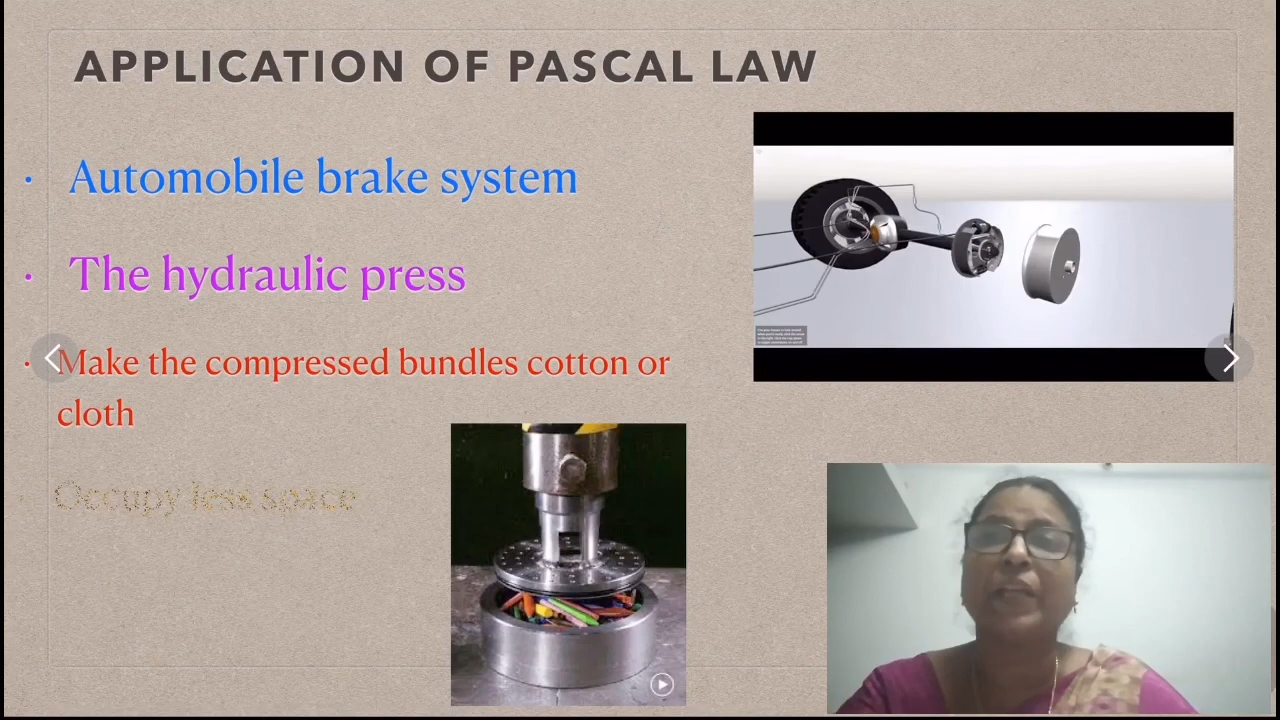 APPLICATION OF PASCAL LAW
• Automobile brake system
• The hydraulic press
• Make the compressed bundles cotton or
cloth
• Occupy less space